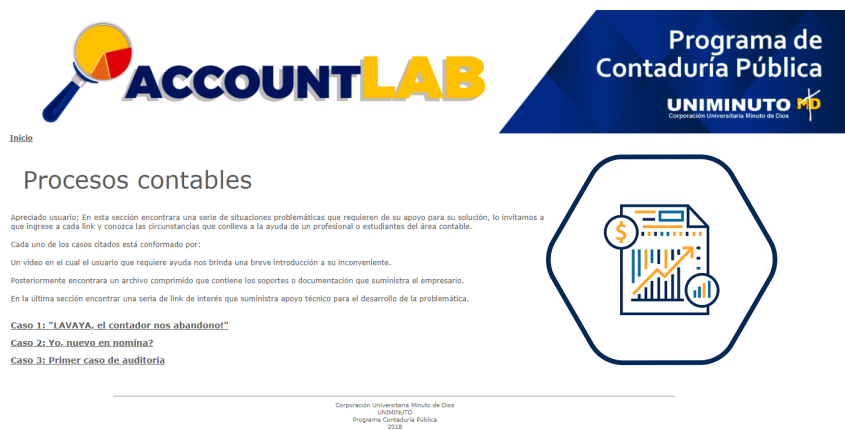 ACCOUNTLAB
Programa de
Contaduría Pública
UNIMINUTO MD
Corporación Universitaria Minuto de Dios
Inicio
Procesos contables
Apreciado usuario; En esta sección encontrara una serie de situaciones problemáticas que requieren de su apoyo para su solución, lo invitamos a
que ingrese a cada link y conozca las circunstancias que conlleva a la ayuda de un profesional o estudiantes del área contable.
Cada uno de los casos citados está conformado por:
Un video en el cual el usuario que requiere ayuda nos brinda una breve introducción a su inconveniente.
Posteriormente encontrara un archivo comprimido que contiene los soportes o documentación que suministra el empresario.
En la última sección encontrar una seria de link de interés que suministra apoyo técnico para el desarrollo de la problemática.
Caso 1: "LAVAYA, el contador nos abandono!"
Caso 2: Yo, nuevo en nomina?
Caso 3: Primer caso de auditoria
$
Corporación Universitaria Minuto de Dios
UNIMINUTO
Programa Contaduría Pública
2018